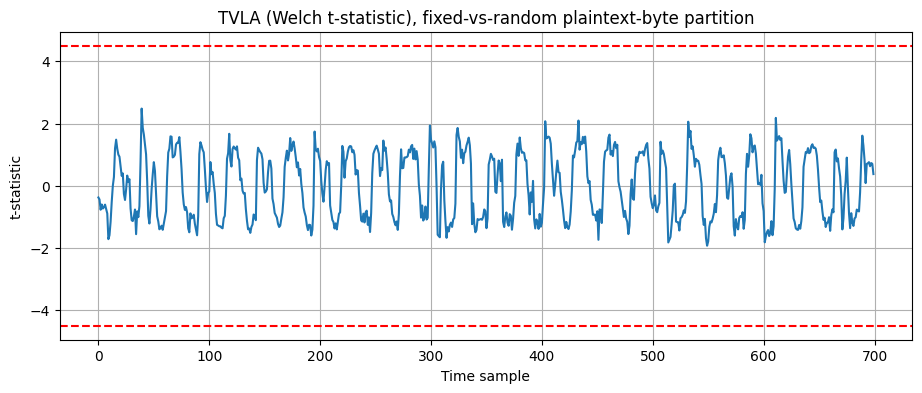 TVLA (Welch t-statistic), fixed-vs-random plaintext-byte partition
t-statistic
4
2
0
−2
−4
0 100 200 300 400 500 600 700
Time sample